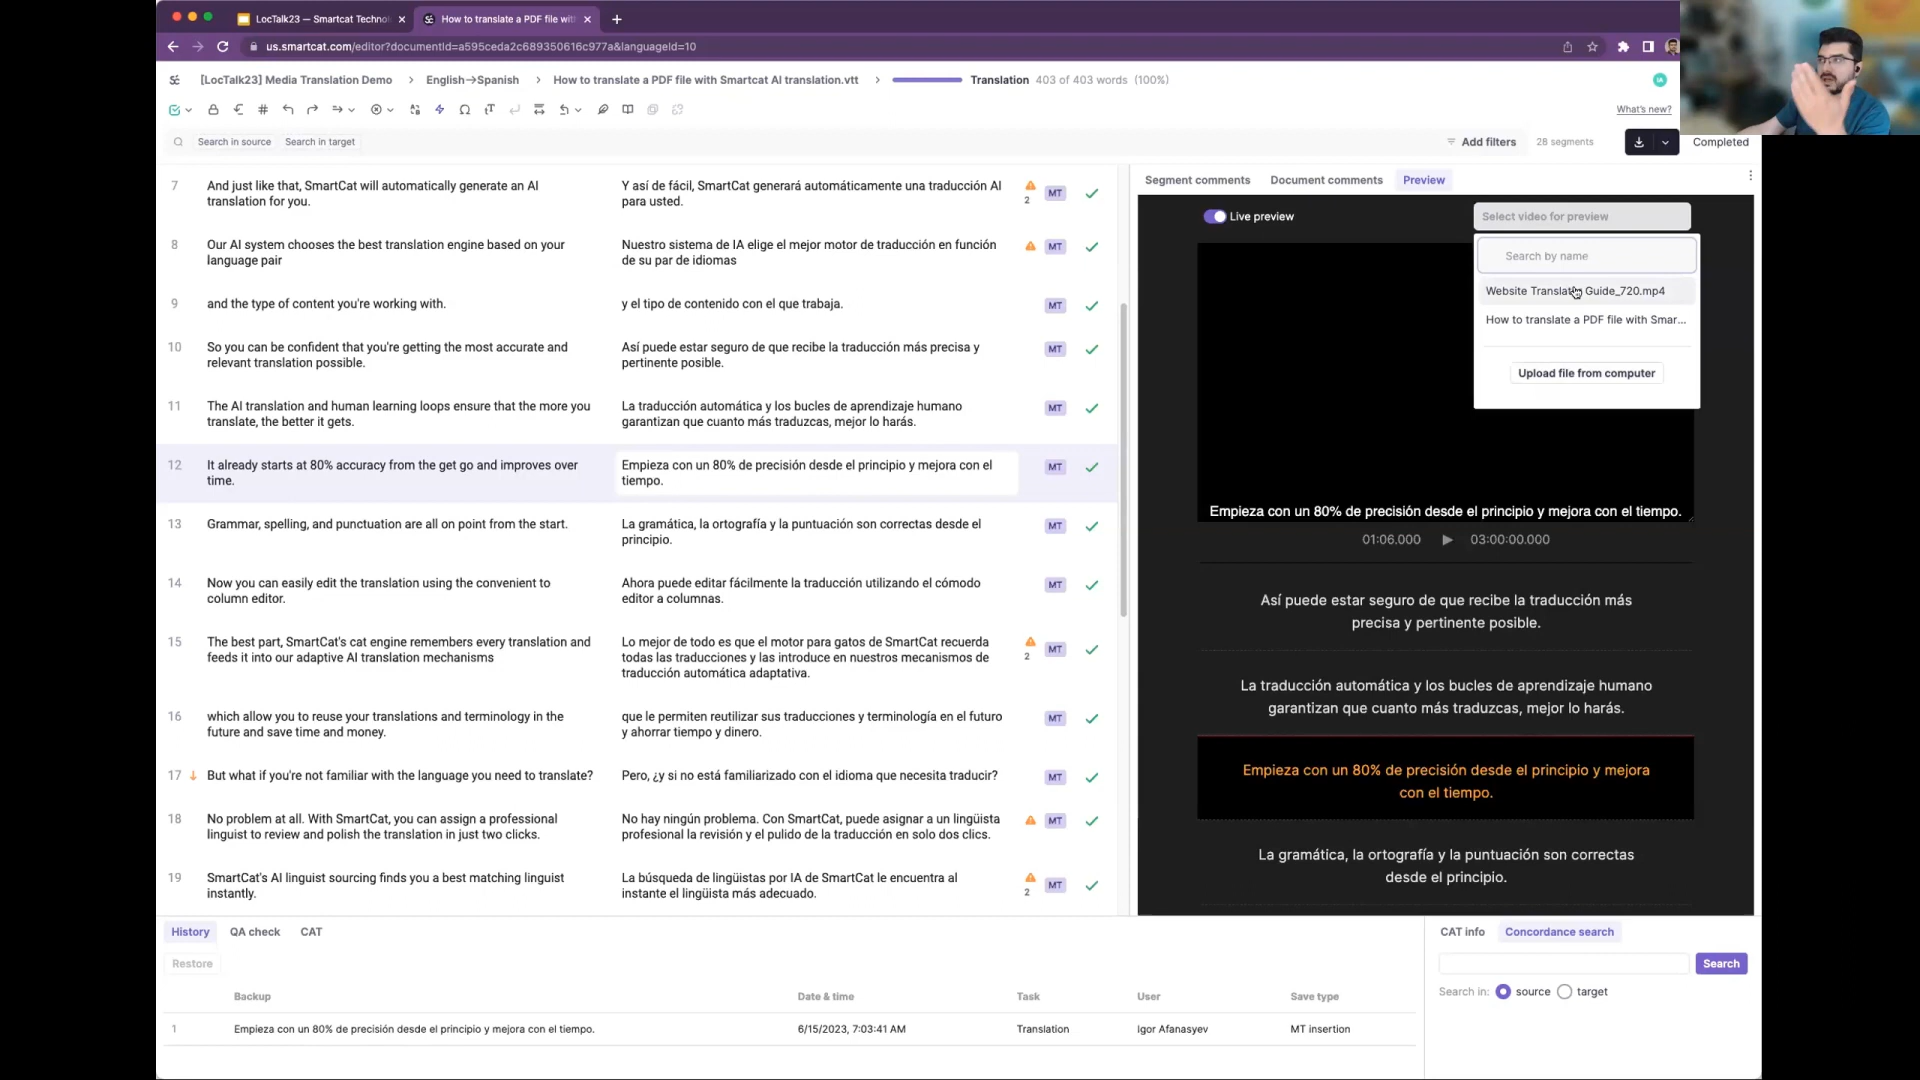 LocTalk23 — Smartcat Technol
How to translate a PDF file wit
us.smartcat.com/editor?documentId=a595ceda2c689350616c977a&languageId=10
[LocTalk23] Media Translation Demo
English→Spanish
How to translate a PDF file with Smartcat AI translation.vtt
Translation 403 of 403 words (100%)
IA
What's new?
Search in source
Search in target
Add filters
28 segments
Completed
7
And just like that, SmartCat will automatically generate an AI
translation for you.
Y así de fácil, SmartCat generará automáticamente una traducción AI
para usted.
2
MT
8
Our AI system chooses the best translation engine based on your
language pair
Nuestro sistema de IA elige el mejor motor de traducción en función
de su par de idiomas
MT
9
and the type of content you're working with.
y el tipo de contenido con el que trabaja.
MT
10
So you can be confident that you're getting the most accurate and
relevant translation possible.
Así puede estar seguro de que recibe la traducción más precisa y
pertinente posible.
MT
11
The AI translation and human learning loops ensure that the more you
translate, the better it gets.
La traducción automática y los bucles de aprendizaje humano
garantizan que cuanto más traduzcas, mejor lo harás.
MT
12
It already starts at 80% accuracy from the get go and improves over
time.
Empieza con un 80% de precisión desde el principio y mejora con el
tiempo.
MT
13
Grammar, spelling, and punctuation are all on point from the start.
La gramática, la ortografía y la puntuación son correctas desde el
principio.
MT
14
Now you can easily edit the translation using the convenient to
column editor.
Ahora puede editar fácilmente la traducción utilizando el cómodo
editor a columnas.
MT
15
The best part, SmartCat's cat engine remembers every translation and
feeds it into our adaptive AI translation mechanisms
Lo mejor de todo es que el motor para gatos de SmartCat recuerda
todas las traducciones y las introduce en nuestros mecanismos de
traducción automática adaptativa.
2
MT
16
which allow you to reuse your translations and terminology in the
future and save time and money.
que le permiten reutilizar sus traducciones y terminología en el futuro
y ahorrar tiempo y dinero.
MT
17
But what if you're not familiar with the language you need to translate?
Pero, ¿y si no está familiarizado con el idioma que necesita traducir?
MT
18
No problem at all. With SmartCat, you can assign a professional
linguist to review and polish the translation in just two clicks.
No hay ningún problema. Con SmartCat, puede asignar a un lingüista
profesional la revisión y el pulido de la traducción en solo dos clics.
MT
19
SmartCat's AI linguist sourcing finds you a best matching linguist
instantly.
La búsqueda de lingüistas por IA de SmartCat le encuentra al
instante el lingüista más adecuado.
2
MT
Segment comments
Document comments
Preview
Live preview
Select video for preview
Search by name
Website Translati Guide_720.mp4
How to translate a PDF file with Smar...
Upload file from computer
Empieza con un 80% de precisión desde el principio y mejora con el tiempo.
01:06.000
03:00:00.000
Así puede estar seguro de que recibe la traducción más
precisa y pertinente posible.
La traducción automática y los bucles de aprendizaje humano
garantizan que cuanto más traduzcas, mejor lo harás.
Empieza con un 80% de precisión desde el principio y mejora
con el tiempo.
La gramática, la ortografía y la puntuación son correctas
desde el principio.
History
QA check
CAT
Restore
Backup
Date & time
Task
User
Save type
1
Empieza con un 80% de precisión desde el principio y mejora con el tiempo.
6/15/2023, 7:03:41 AM
Translation
Igor Afanasyev
MT insertion
CAT info
Concordance search
Search
Search in:
source
target